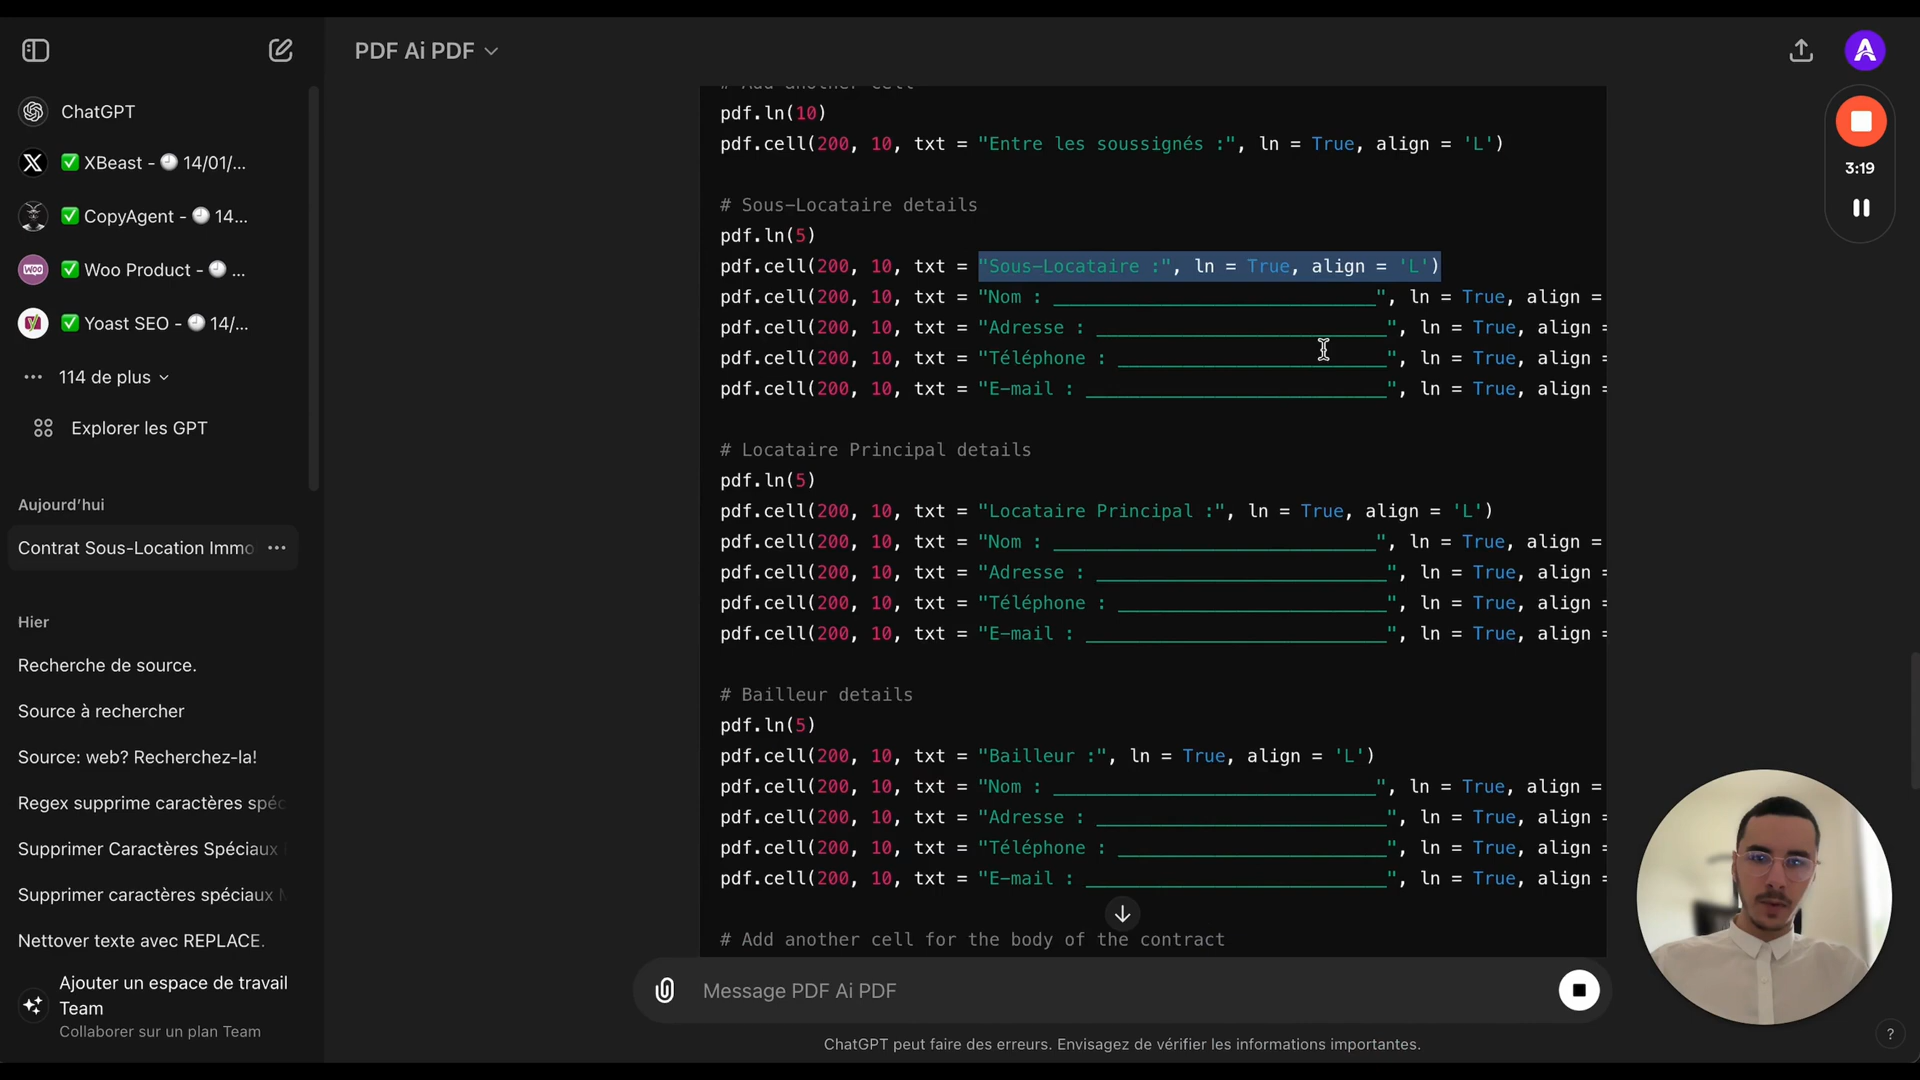 PDF Ai PDF
ChatGPT
XBeast - 14/01/...
CopyAgent - 14...
Woo Product - ...
Yoast SEO - 14/...
114 de plus
Explorer les GPT
Aujourd'hui
Contrat Sous-Location Immo
Hier
Recherche de source.
Source à rechercher
Source: web? Recherchez-la!
Regex supprime caractères spéc
Supprimer Caractères Spéciaux
Supprimer caractères spéciaux M
Nettoyer texte avec REPLACE.
Ajouter un espace de travail
Team
Collaborer sur un plan Team
# Add another cell
pdf.ln(10)
pdf.cell(200, 10, txt = "Entre les soussignés :", ln = True, align = 'L')
# Sous-Locataire details
pdf.ln(5)
pdf.cell(200, 10, txt = "Sous-Locataire :", ln = True, align = 'L')
pdf.cell(200, 10, txt = "Nom : ______________________________", ln = True, align =
pdf.cell(200, 10, txt = "Adresse : ___________________________", ln = True, align =
pdf.cell(200, 10, txt = "Téléphone : _________________________", ln = True, align =
pdf.cell(200, 10, txt = "E-mail : ____________________________", ln = True, align =
# Locataire Principal details
pdf.ln(5)
pdf.cell(200, 10, txt = "Locataire Principal :", ln = True, align = 'L')
pdf.cell(200, 10, txt = "Nom : ______________________________", ln = True, align =
pdf.cell(200, 10, txt = "Adresse : ___________________________", ln = True, align =
pdf.cell(200, 10, txt = "Téléphone : _________________________", ln = True, align =
pdf.cell(200, 10, txt = "E-mail : ____________________________", ln = True, align =
# Bailleur details
pdf.ln(5)
pdf.cell(200, 10, txt = "Bailleur :", ln = True, align = 'L')
pdf.cell(200, 10, txt = "Nom : ______________________________", ln = True, align =
pdf.cell(200, 10, txt = "Adresse : ___________________________", ln = True, align =
pdf.cell(200, 10, txt = "Téléphone : _________________________", ln = True, align =
pdf.cell(200, 10, txt = "E-mail : ____________________________", ln = True, align =
# Add another cell for the body of the contract
Message PDF Ai PDF
ChatGPT peut faire des erreurs. Envisagez de vérifier les informations importantes.
A
3:19
?